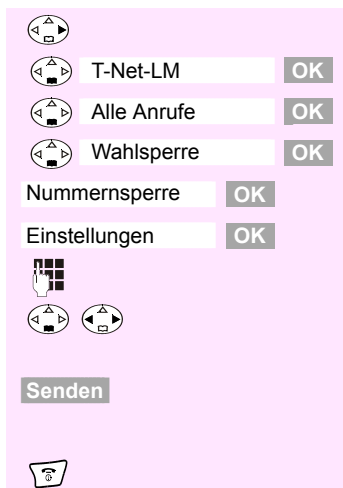 T-Net-LM OK
Alle Anrufe OK
Wahlsperre OK
Nummernsperre OK
Einstellungen OK
Senden